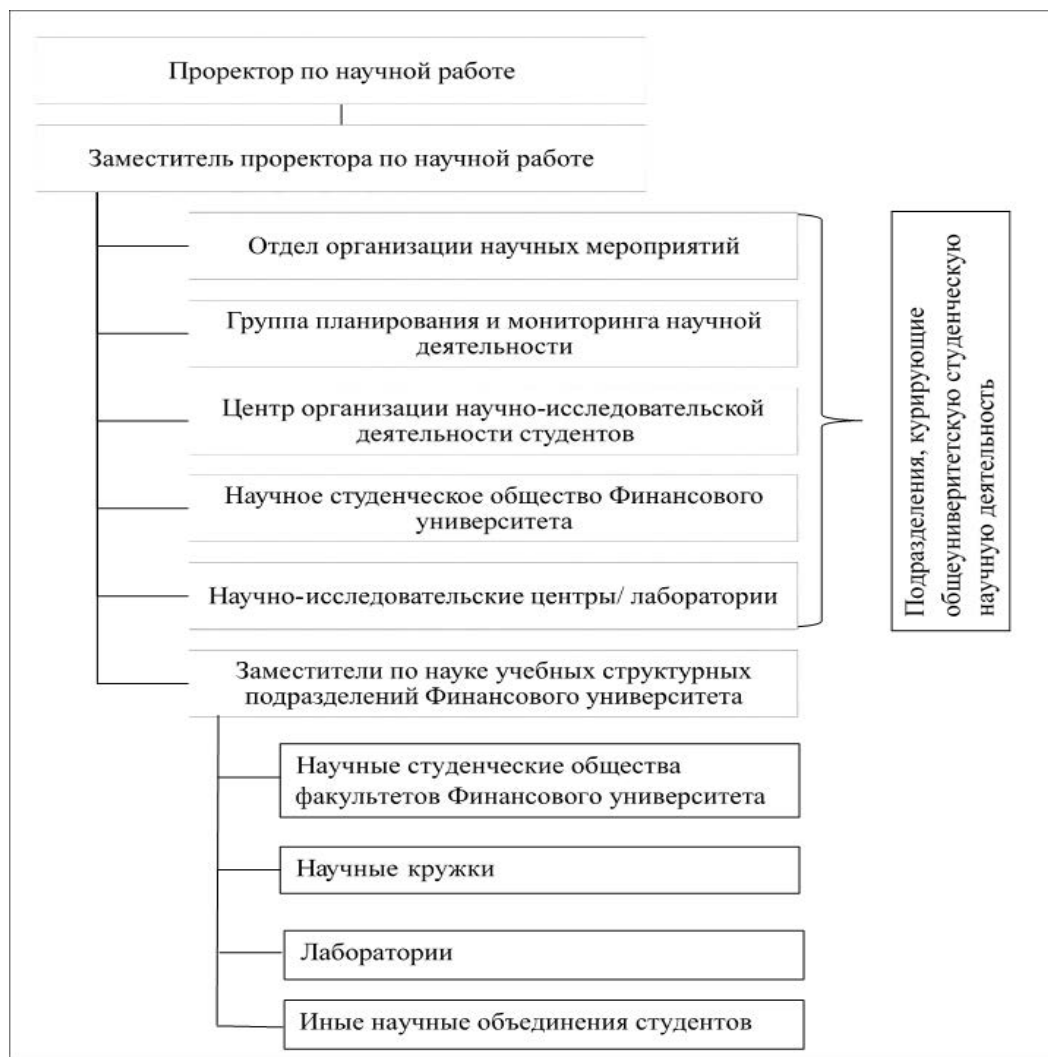 Проректор по научной работе
Заместитель проректора по научной работе
Отдел организации научных мероприятий
Группа планирования и мониторинга научной
деятельности
Центр организации научно-исследовательской
деятельности студентов
Научное студенческое общество Финансового
университета
Научно-исследовательские центры/ лаборатории
Заместители по науке учебных структурных
подразделений Финансового университета
Научные студенческие общества
факультетов Финансового университета
Научные кружки
Лаборатории
Иные научные объединения студентов
Подразделения, курирующие
общеуниверитетскую студенческую
научную деятельность